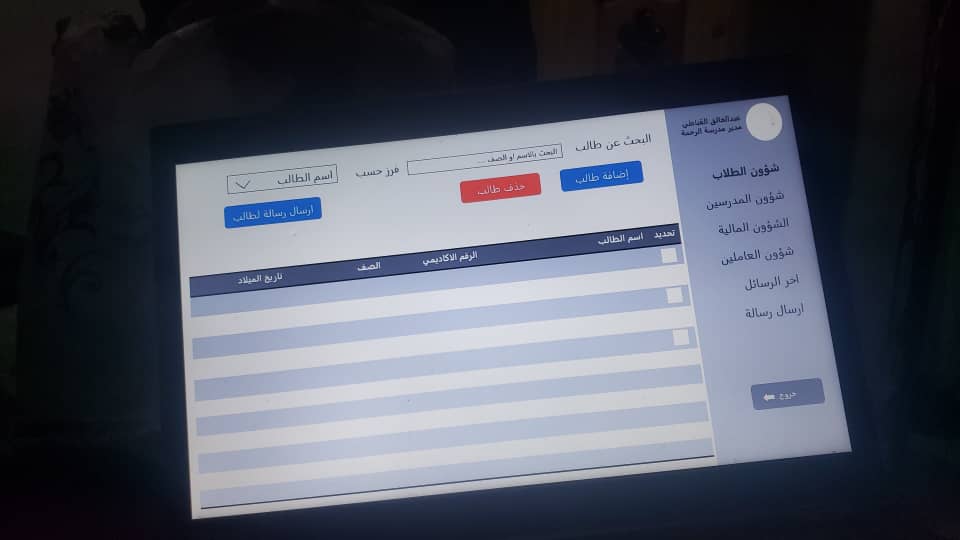 عبدالخالق القباطي
مدير مدرسة الرحمة
شؤون الطلاب
شؤون المدرسين
الشؤون المالية
شؤون العاملين
اخر الرسائل
ارسال رسالة
خروج
البحث عن طالب
البحث بالاسم او الصف ...
فرز حسب
اسم الطالب
إضافة طالب
حذف طالب
ارسال رسالة لطالب
تحديد اسم الطالب الرقم الاكاديمي الصف تاريخ الميلاد